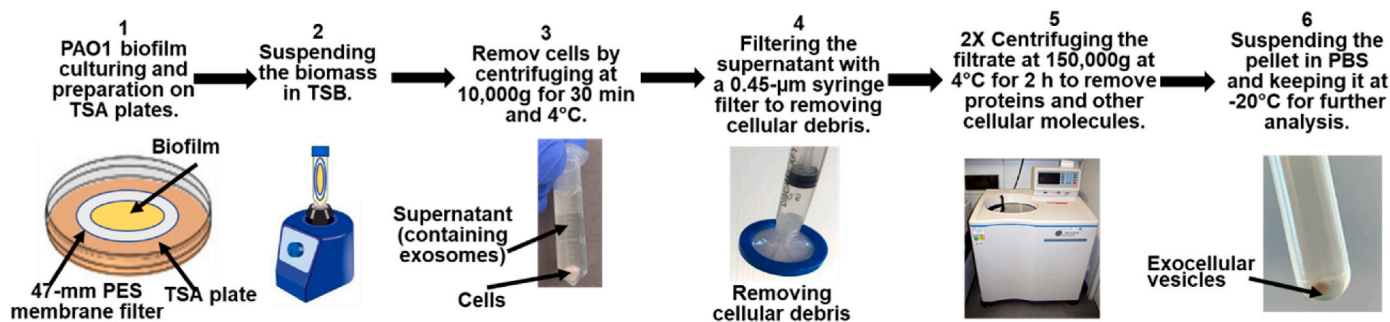 1
PAO1 biofilm
culturing and
preparation on
TSA plates.
Biofilm
47-mm PES
membrane filter
TSA plate
2
Suspending
the biomass
in TSB.
3
Remov cells by
centrifuging at
10,000g for 30 min
and 4°C.
Supernatant
(containing
exosomes)
Cells
4
Filtering the
supernatant with
a 0.45-µm syringe
filter to removing
cellular debris.
Removing
cellular debris
5
2X Centrifuging the
filtrate at 150,000g at
4°C for 2 h to remove
proteins and other
cellular molecules.
6
Suspending the
pellet in PBS
and keeping it at
-20°C for further
analysis.
Exocellular
vesicles